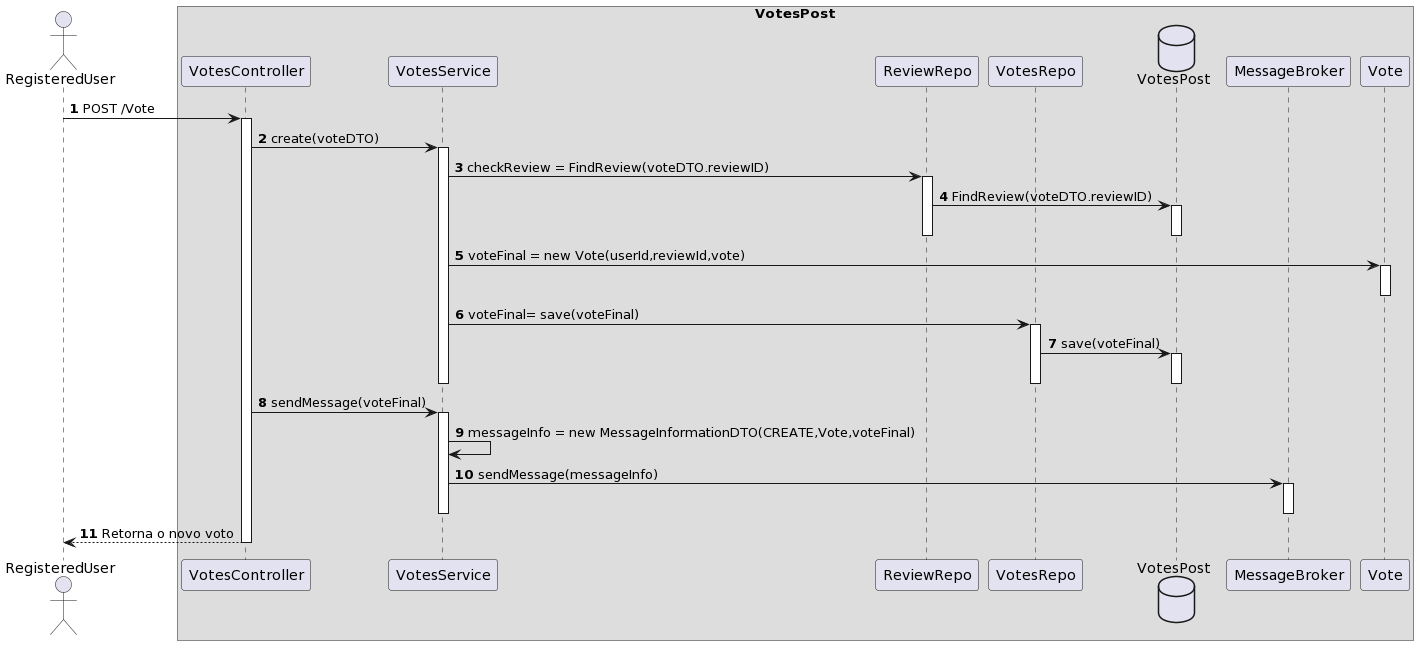 VotesPost
RegisteredUser
VotesController
VotesService
ReviewRepo
VotesRepo
VotesPost
MessageBroker
Vote
1 POST /Vote
2 create(voteDTO)
3 checkReview = FindReview(voteDTO.reviewID)
4 FindReview(voteDTO.reviewID)
5 voteFinal = new Vote(userId,reviewId,vote)
6 voteFinal= save(voteFinal)
7 save(voteFinal)
8 sendMessage(voteFinal)
9 messageInfo = new MessageInformationDTO(CREATE,Vote,voteFinal)
10 sendMessage(messageInfo)
11 Retorna o novo voto
RegisteredUser
VotesController
VotesService
ReviewRepo
VotesRepo
VotesPost
MessageBroker
Vote